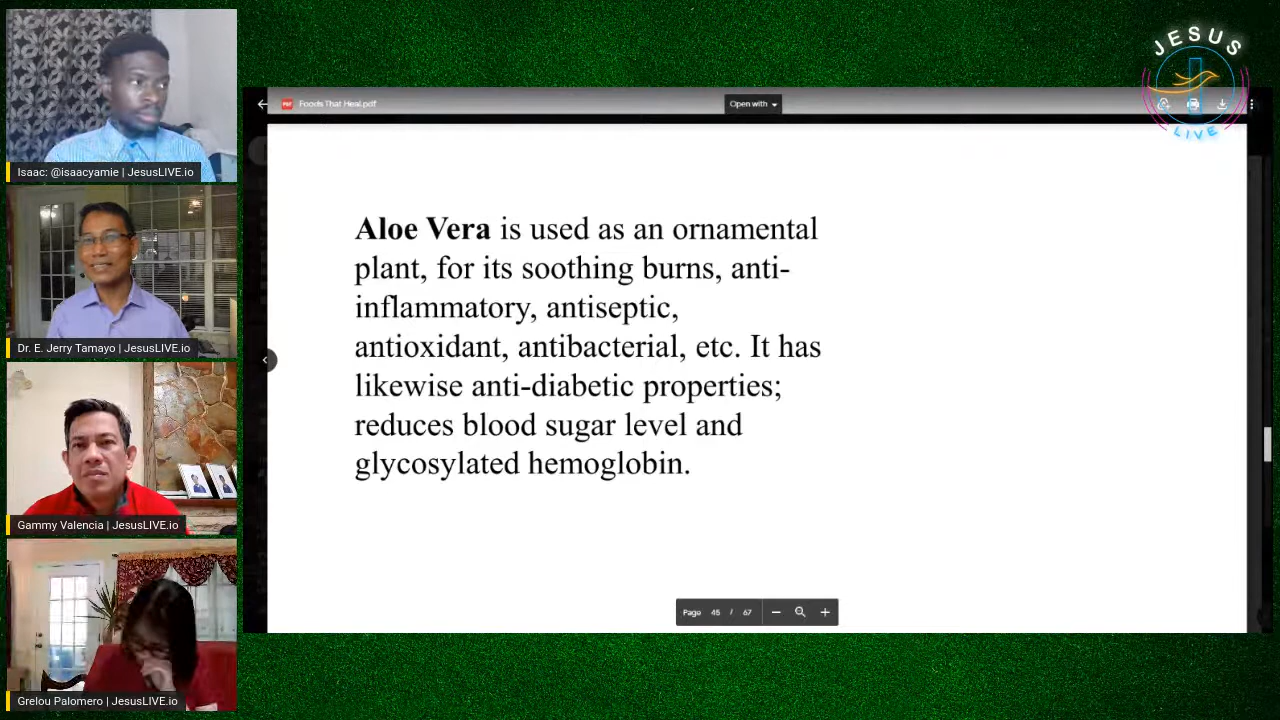 JESUS
LIVE
Foods That Heal.pdf
Open with
Isaac: @isaacyamie | JesusLIVE.io
Dr. E. Jerry Tamayo | JesusLIVE.io
Gammy Valencia | JesusLIVE.io
Grelou Palomero | JesusLIVE.io
Aloe Vera is used as an ornamental
plant, for its soothing burns, anti-
inflammatory, antiseptic,
antioxidant, antibacterial, etc. It has
likewise anti-diabetic properties;
reduces blood sugar level and
glycosylated hemoglobin.
Page 45 / 67